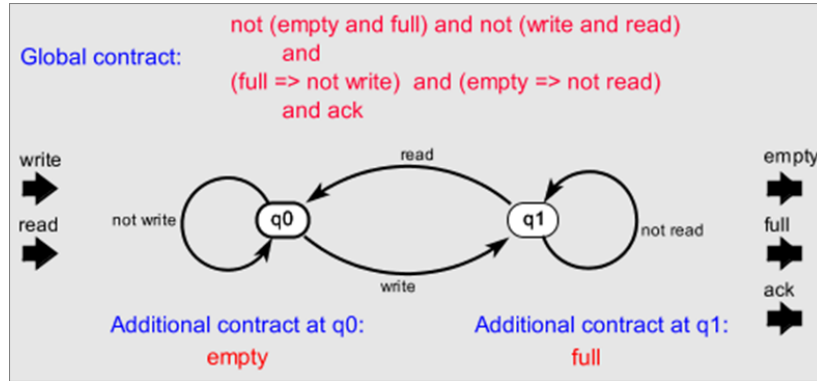 not (empty and full) and not (write and read)
Global contract:
and
(full => not write) and (empty => not read)
and ack
write
read
empty
read
full
not write
q0
q1
not read
write
ack
Additional contract at q0:
Additional contract at q1:
empty
full